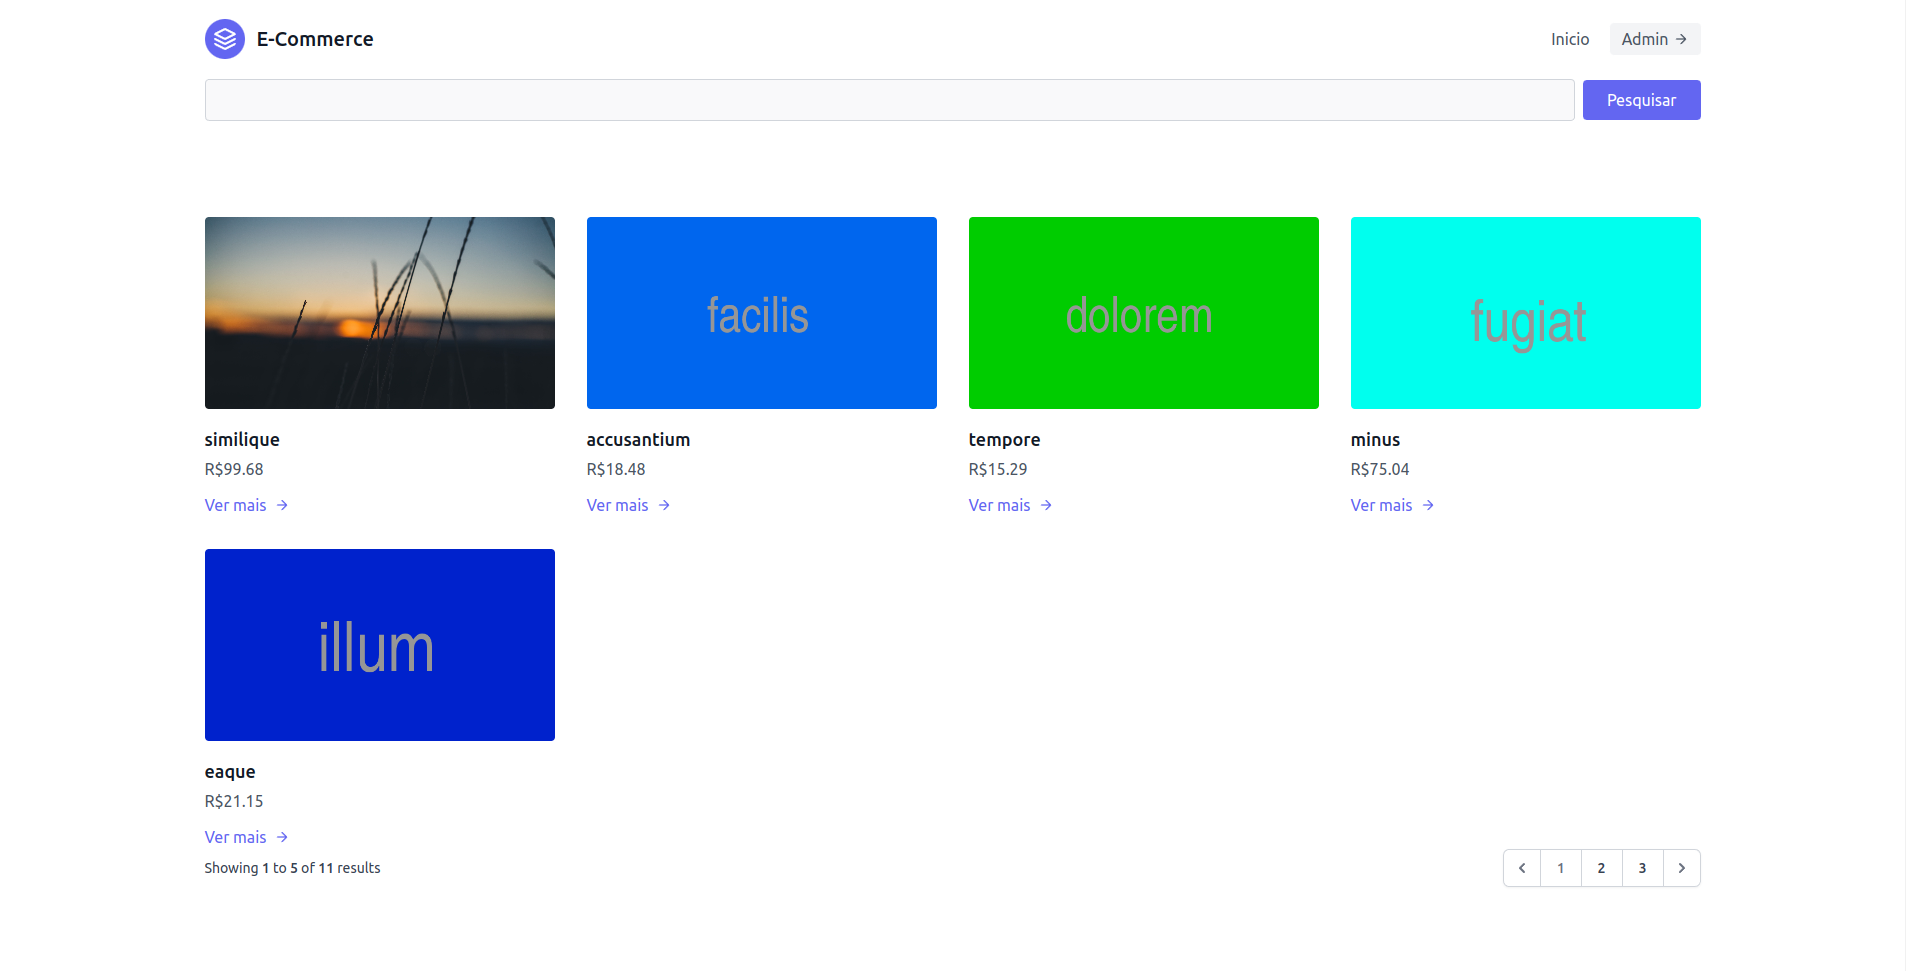 E-Commerce
Inicio
Admin
Pesquisar
facilis
dolorem
fugiat
similique
R$99.68
Ver mais
accusantium
R$18.48
Ver mais
tempore
R$15.29
Ver mais
minus
R$75.04
Ver mais
illum
eaque
R$21.15
Ver mais
Showing 1 to 5 of 11 results
1 2 3